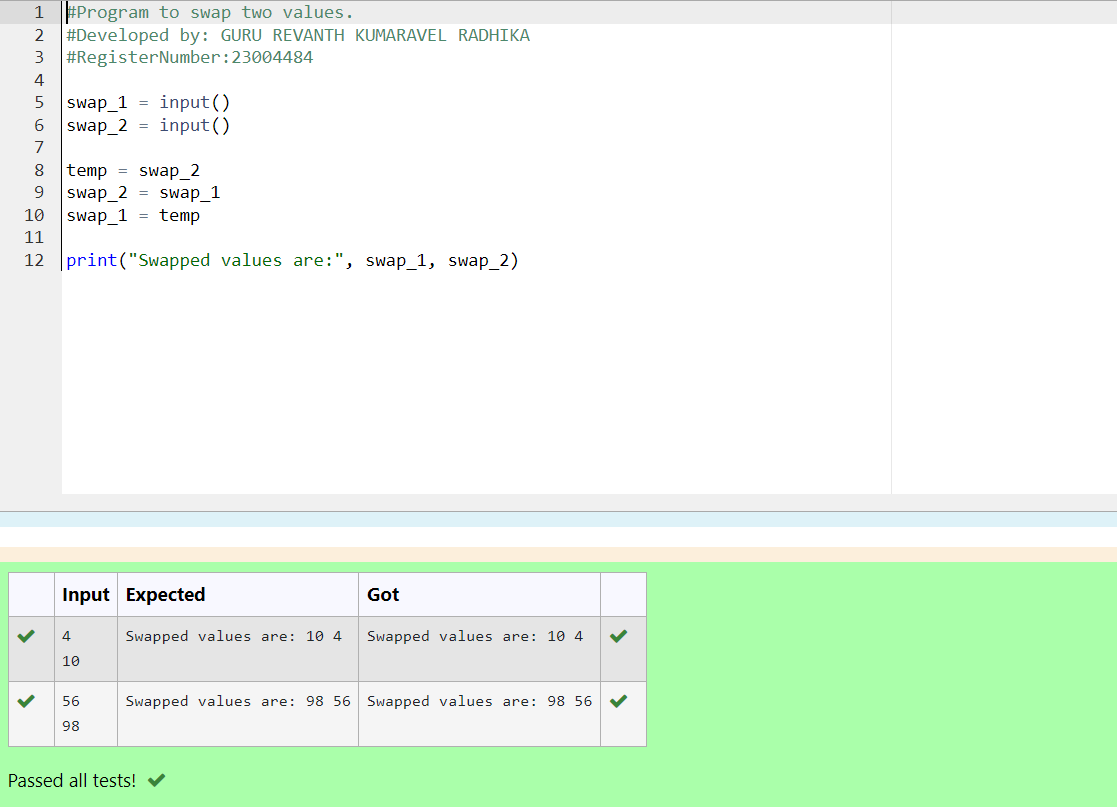 1 #Program to swap two values.
2 #Developed by: GURU REVANTH KUMARAVEL RADHIKA
3 #RegisterNumber:23004484
4
5 swap_1 = input()
6 swap_2 = input()
7
8 temp = swap_2
9 swap_2 = swap_1
10 swap_1 = temp
11
12 print("Swapped values are:", swap_1, swap_2)
Input Expected Got
4 Swapped values are: 10 4 Swapped values are: 10 4
10
56 Swapped values are: 98 56 Swapped values are: 98 56
98
Passed all tests!